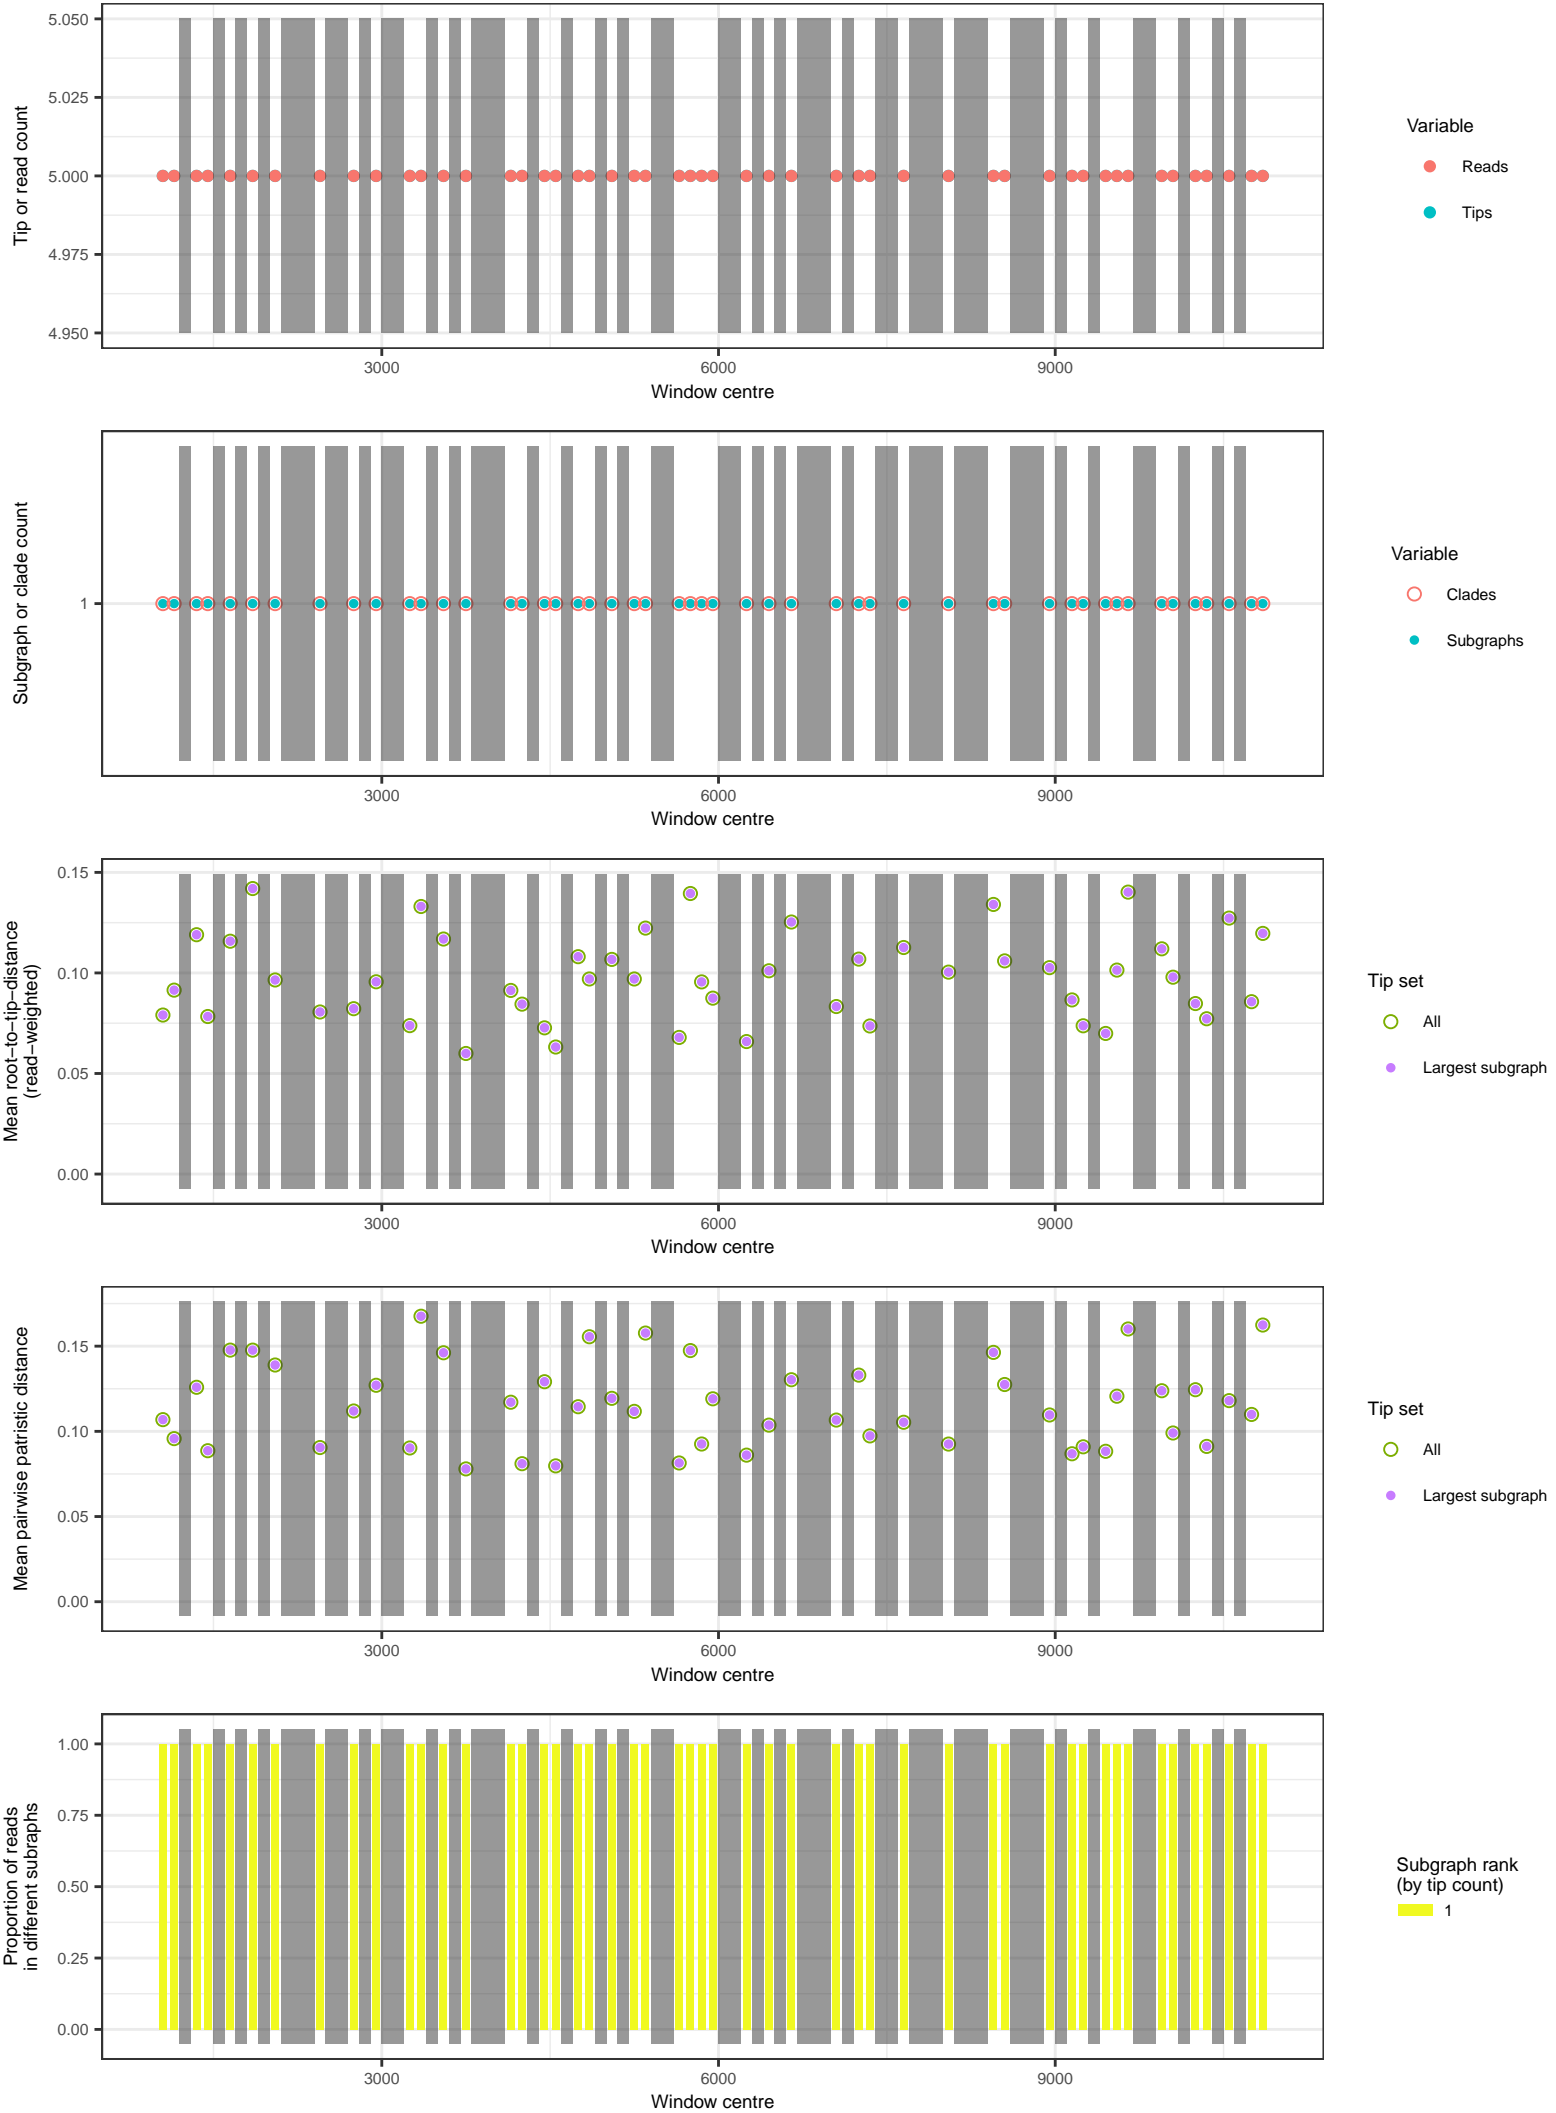 5.050
5.025
5.000
4.975
4.950
Tip or read count
3000
6000
9000
Window centre
Variable
Reads
Tips
1
Subgraph or clade count
3000
6000
9000
Window centre
Variable
Clades
Subgraphs
0.15
0.10
0.05
0.00
Mean root−to−tip−distance
(read−weighted)
3000
6000
9000
Window centre
Tip set
All
Largest subgraph
0.15
0.10
0.05
0.00
Mean pairwise patristic distance
3000
6000
9000
Window centre
Tip set
All
Largest subgraph
1.00
0.75
0.50
0.25
0.00
Proportion of reads
in different subraphs
3000
6000
9000
Window centre
Subgraph rank
(by tip count)
1